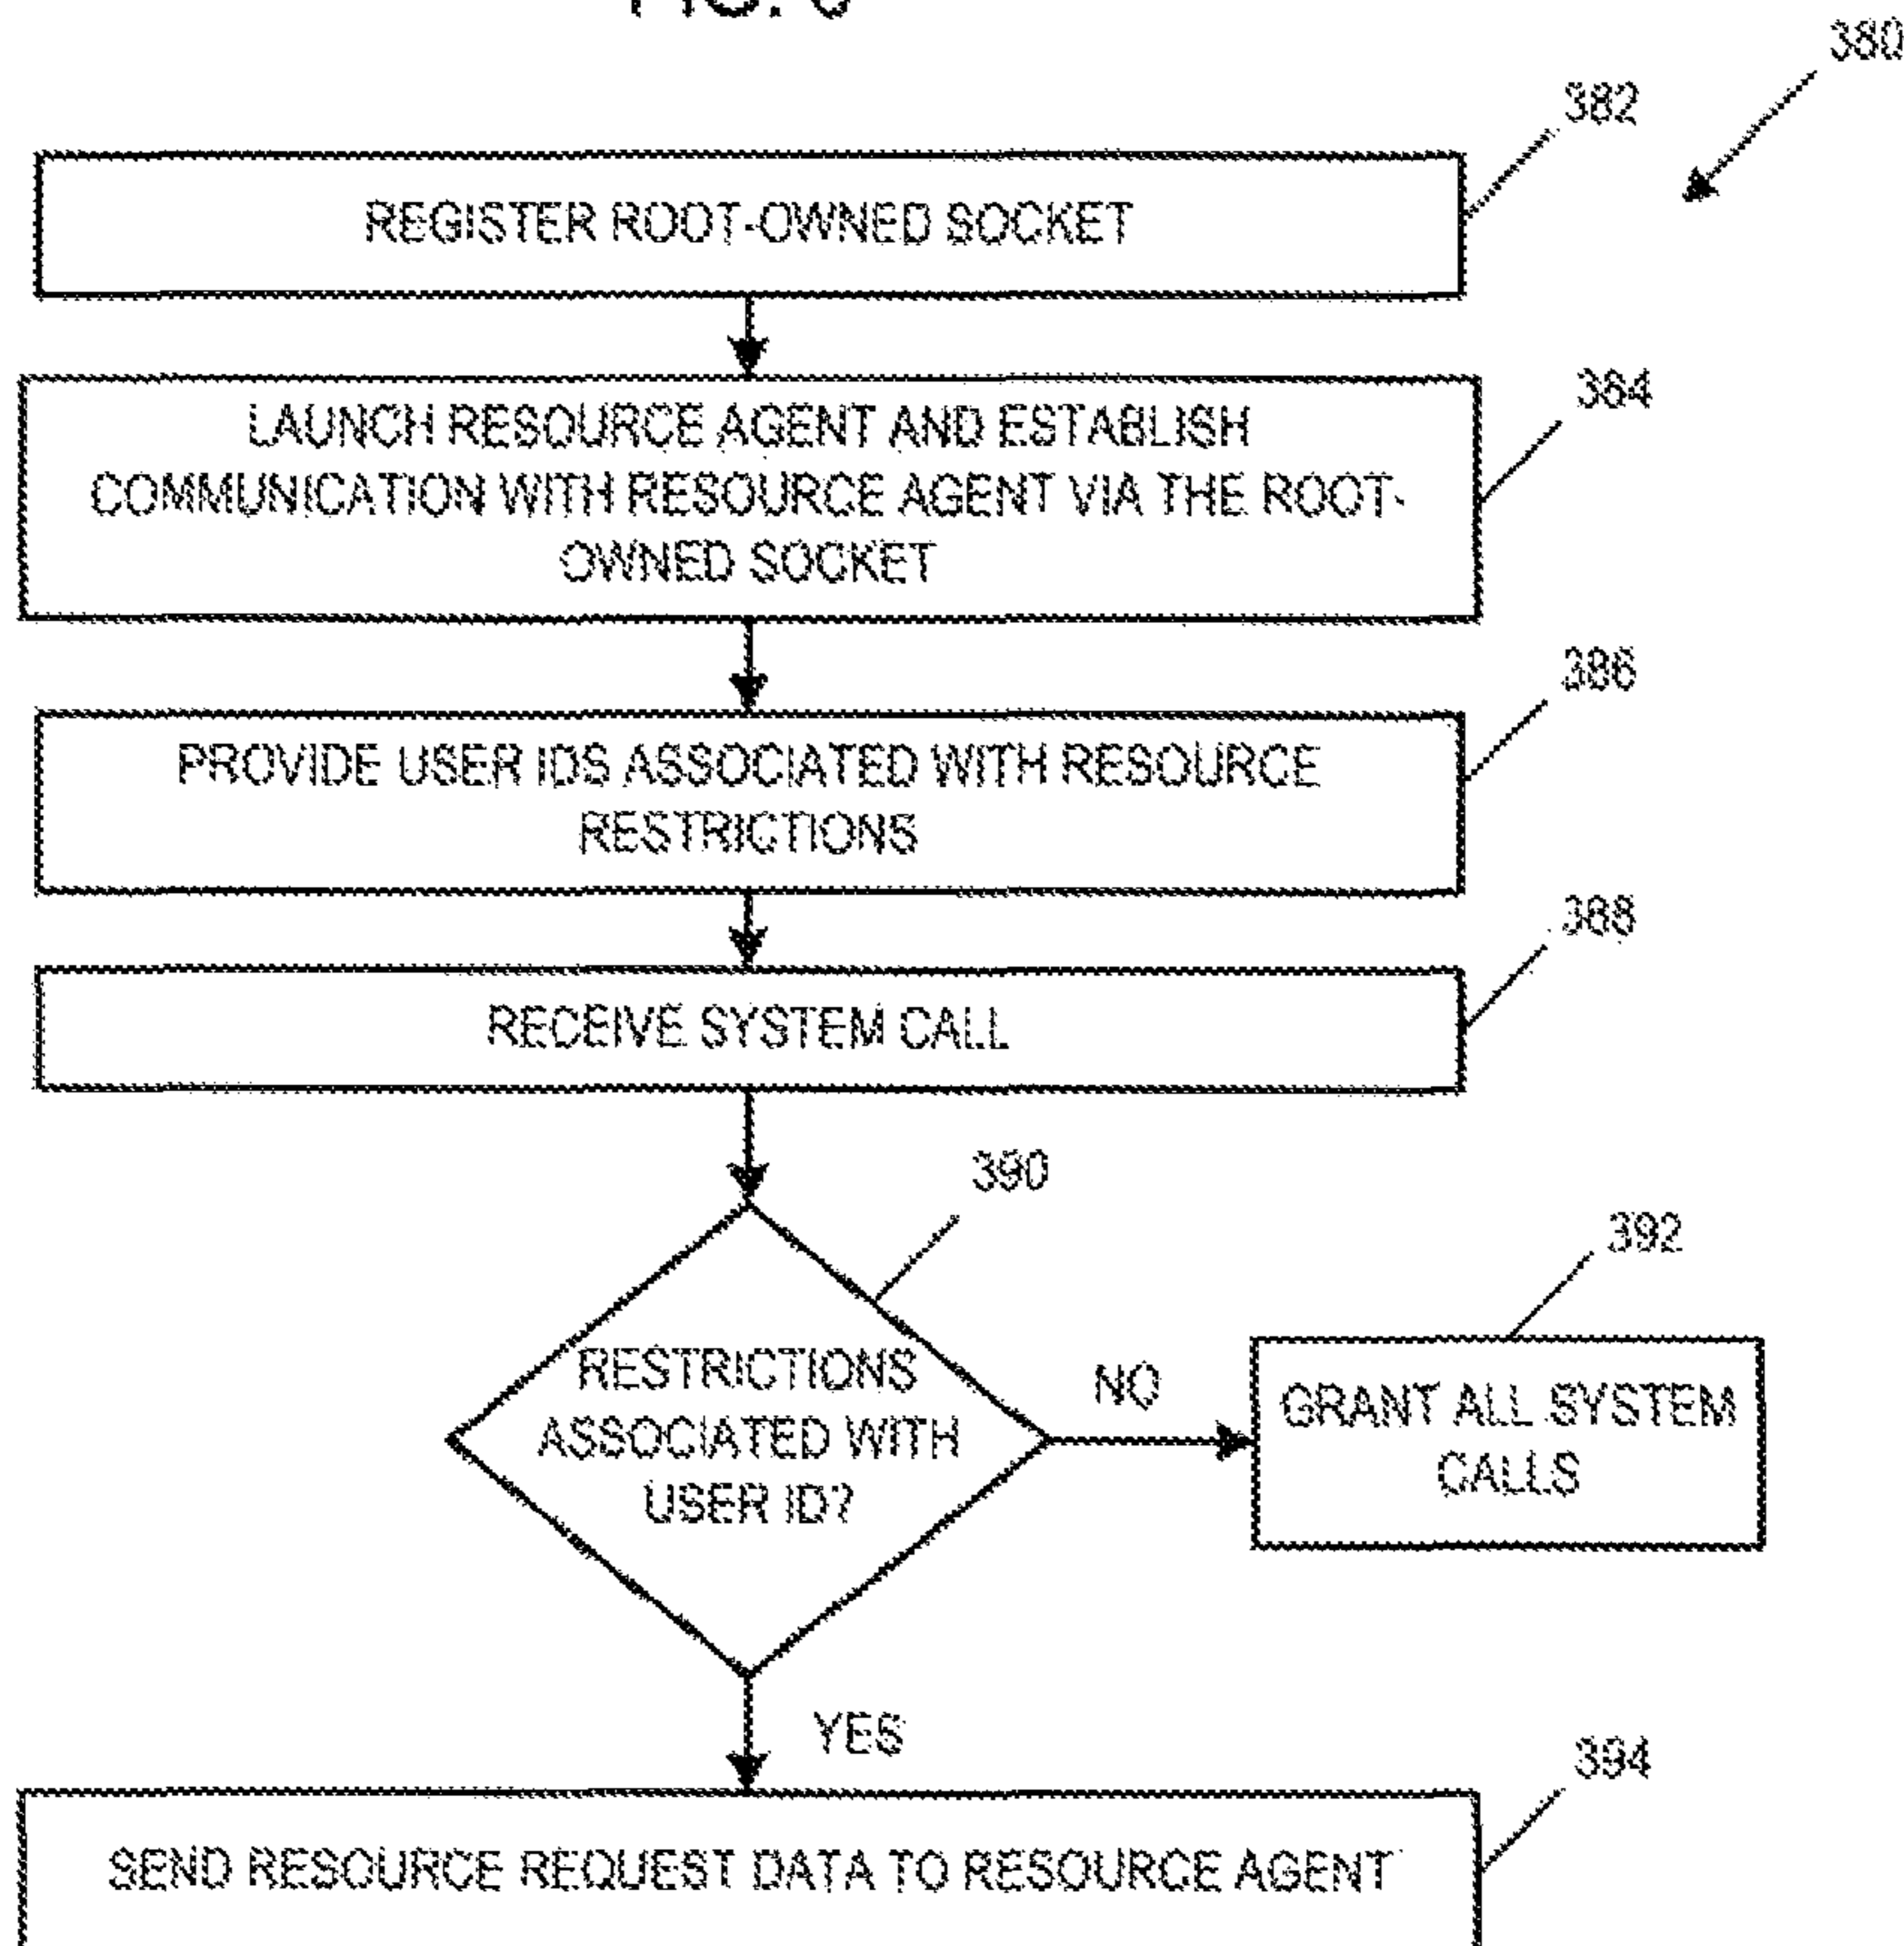 380
382
REGISTER ROOT-OWNED SOCKET
384
LAUNCH RESOURCE AGENT AND ESTABLISH
COMMUNICATION WITH RESOURCE AGENT VIA THE ROOT-
OWNED SOCKET
386
PROVIDE USER IDS ASSOCIATED WITH RESOURCE
RESTRICTIONS
388
RECEIVE SYSTEM CALL
390
392
RESTRICTIONS
ASSOCIATED WITH
USER ID?
NO
GRANT ALL SYSTEM
CALLS
YES
394
SEND RESOURCE REQUEST DATA TO RESOURCE AGENT